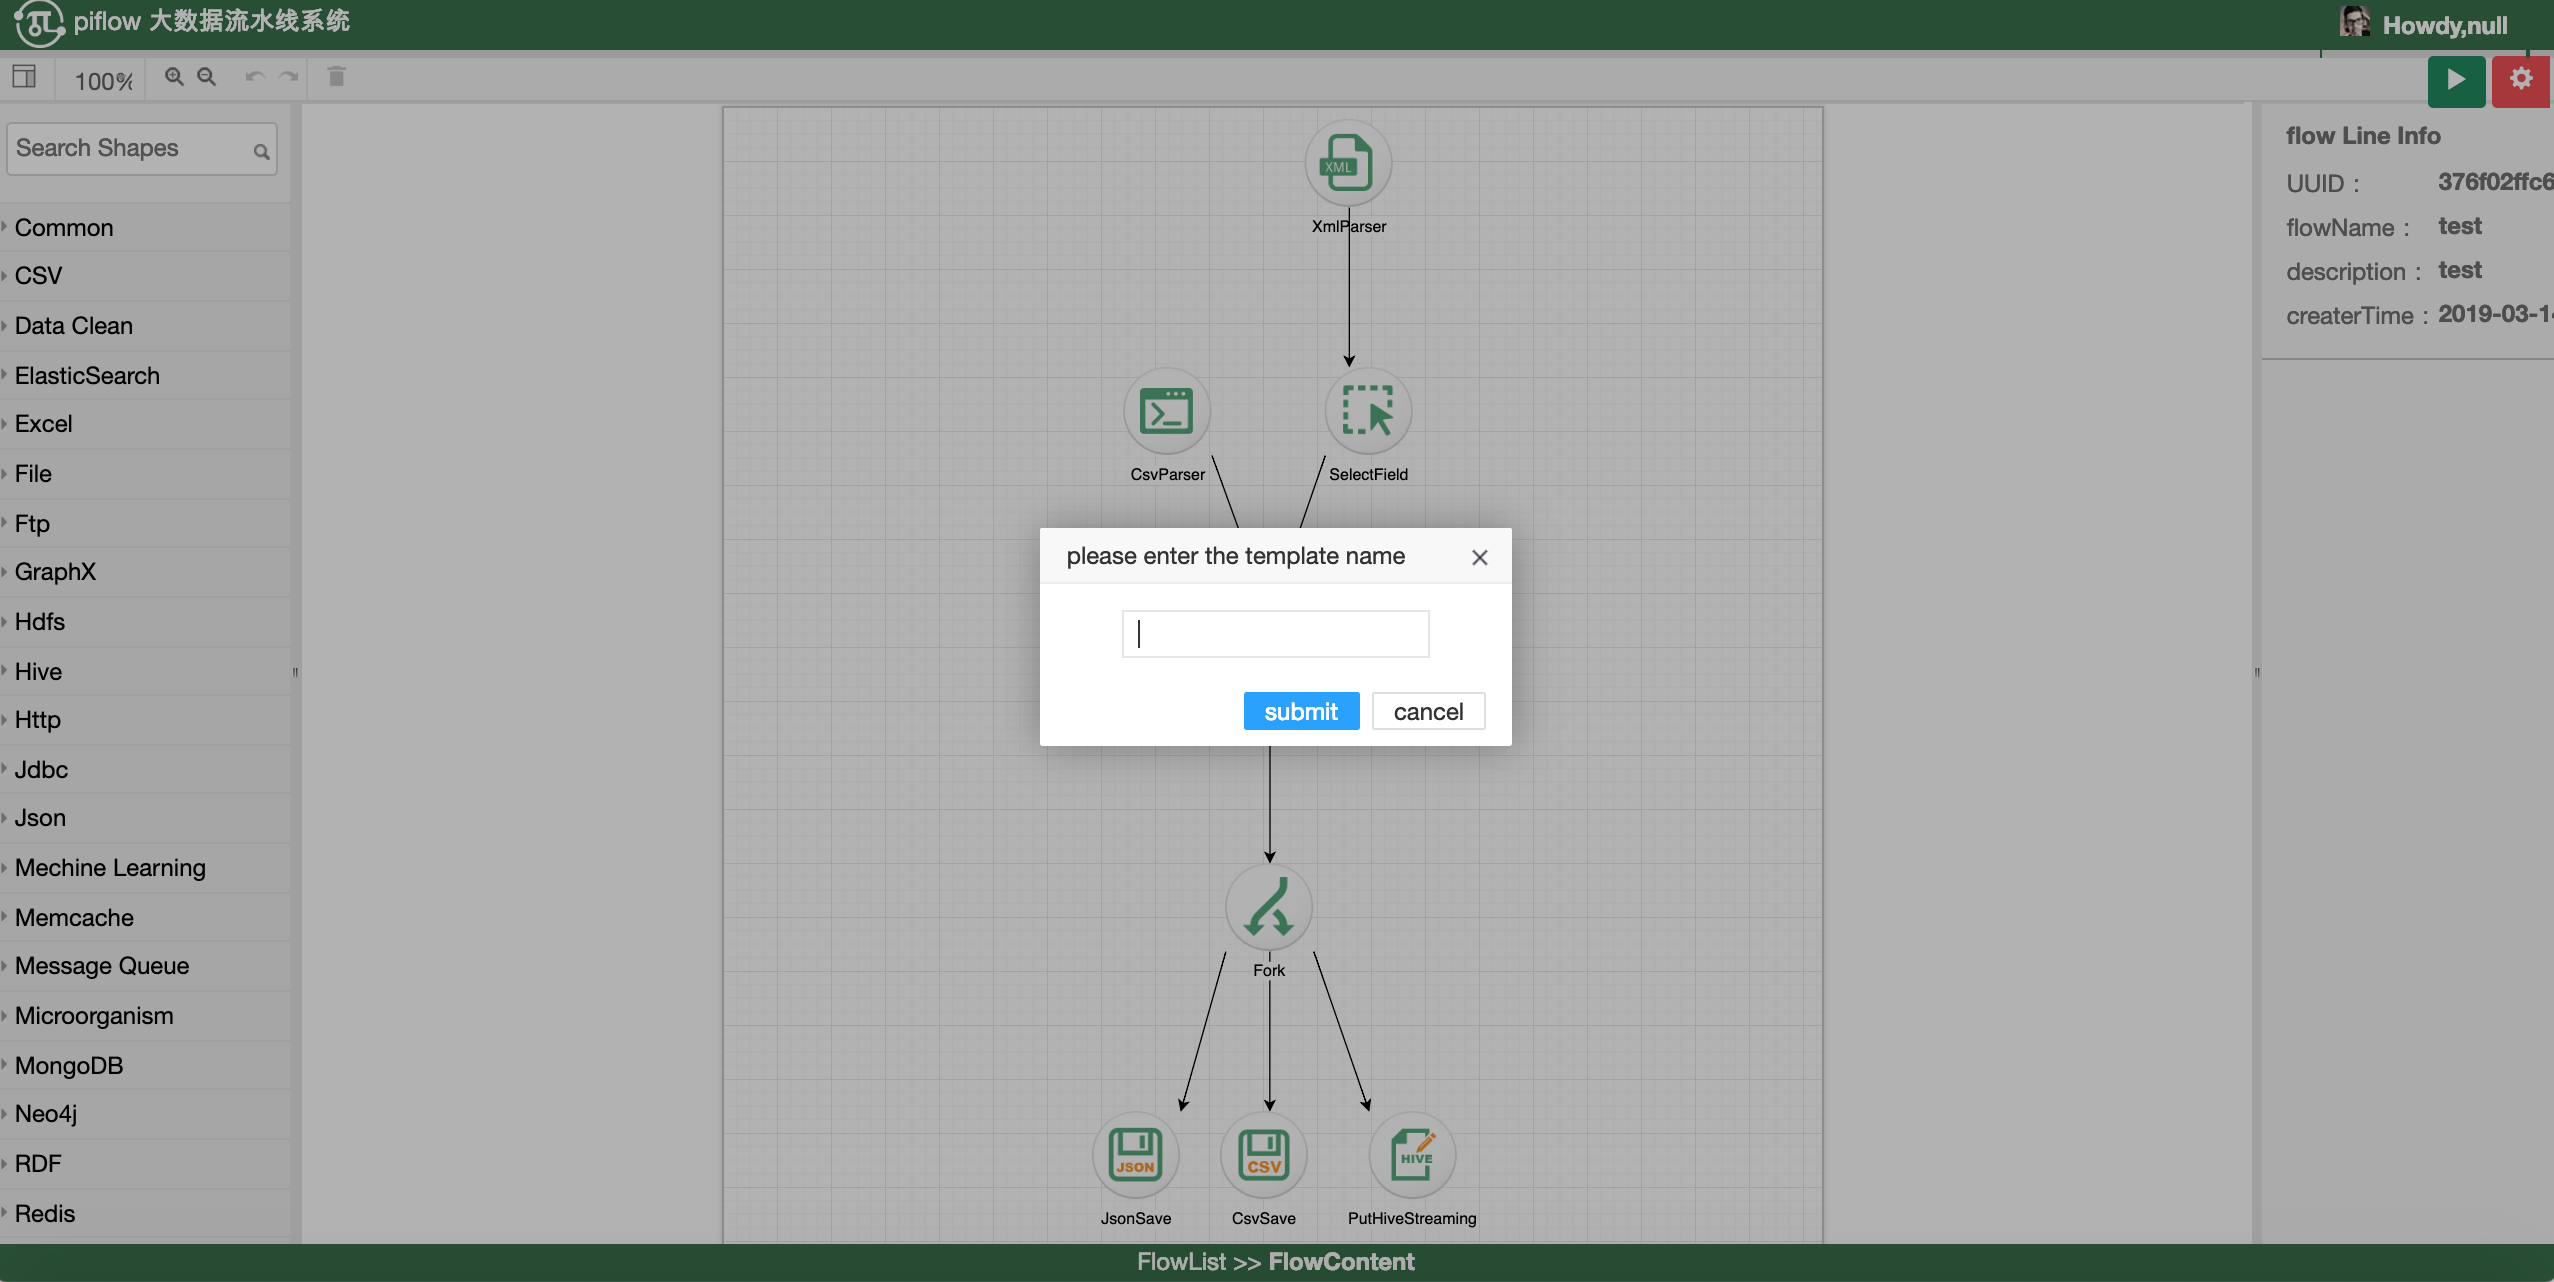 piflow 大数据流水线系统
Howdy,null
100%
Search Shapes
Common
CSV
Data Clean
ElasticSearch
Excel
File
Ftp
GraphX
Hdfs
Hive
Http
Jdbc
Json
Mechine Learning
Memcache
Message Queue
Microorganism
MongoDB
Neo4j
RDF
Redis
XML
XmlParser
CsvParser
SelectField
please enter the template name
submit
cancel
Fork
JSON
CSV
HIVE
JsonSave
CsvSave
PutHiveStreaming
flow Line Info
UUID : 376f02ffc6
flowName : test
description : test
createrTime : 2019-03-14
FlowList >> FlowContent